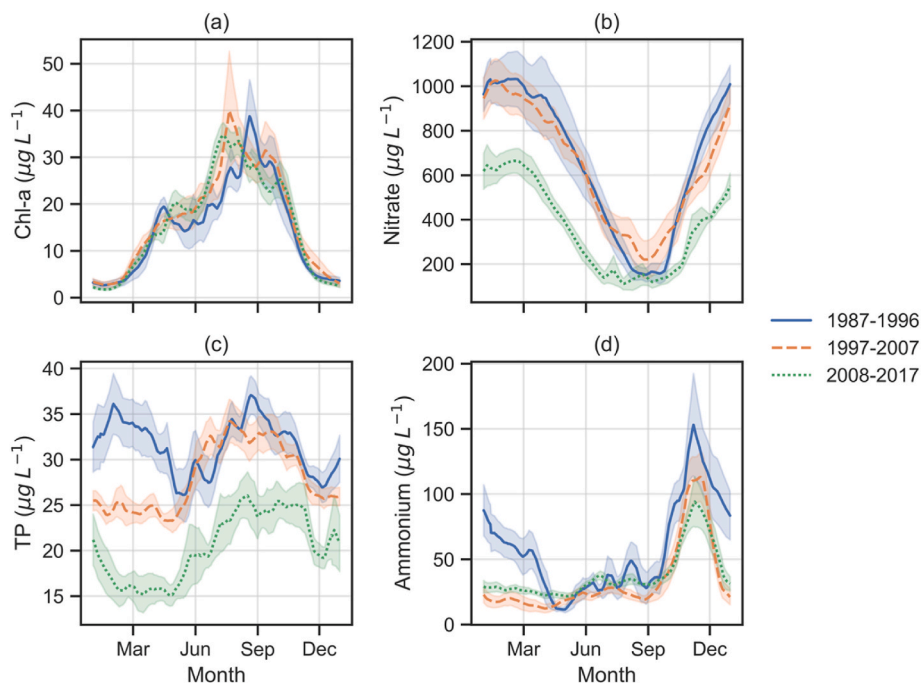 (a)
(b)
50
40
30
20
10
0
Chl-a (μg L⁻¹)
1200
1000
800
600
400
200
Nitrate (μg L⁻¹)
1987-1996
1997-2007
2008-2017
(c)
(d)
40
35
30
25
20
15
TP (μg L⁻¹)
200
150
100
50
0
Ammonium (μg L⁻¹)
Mar Jun Sep Dec
Month
Mar Jun Sep Dec
Month